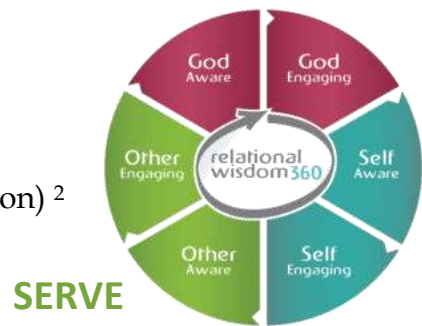 God
Aware
God
Engaging
Other
Engaging
relational
wisdom360
Self
Aware
on) ²
Other
Aware
Self
Engaging
SERVE